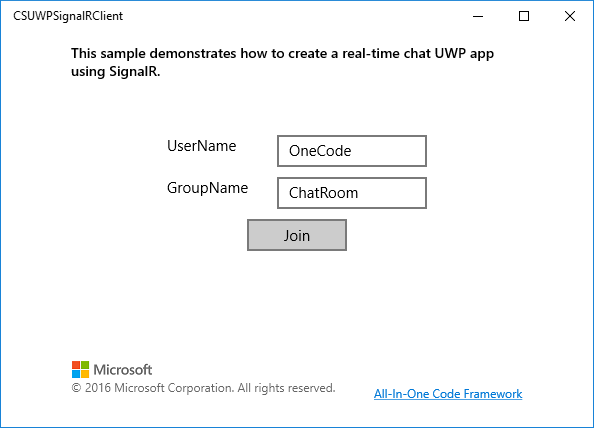 CSUWPSignalRClient
This sample demonstrates how to create a real-time chat UWP app
using SignalR.
UserName
OneCode
GroupName
ChatRoom
Join
Microsoft
© 2016 Microsoft Corporation. All rights reserved.
All-In-One Code Framework